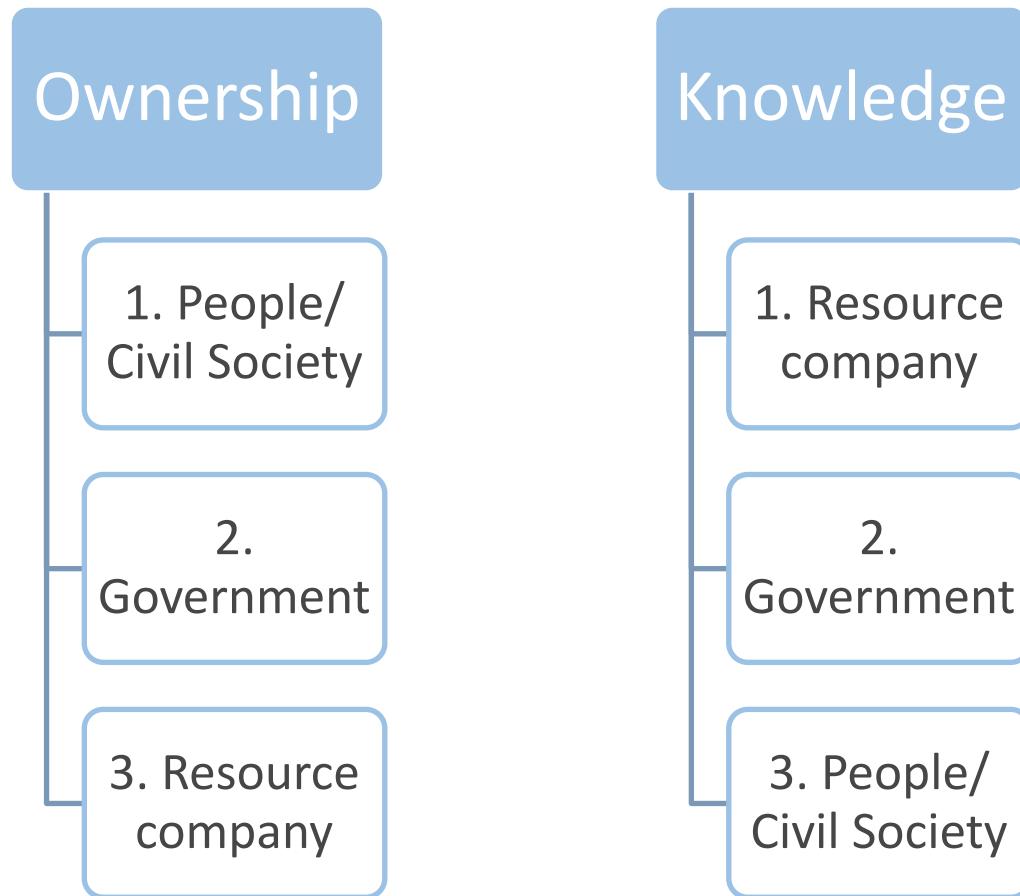 Ownership
1. People/
Civil Society
2.
Government
3. Resource
company
Knowledge
1. Resource
company
2.
Government
3. People/
Civil Society